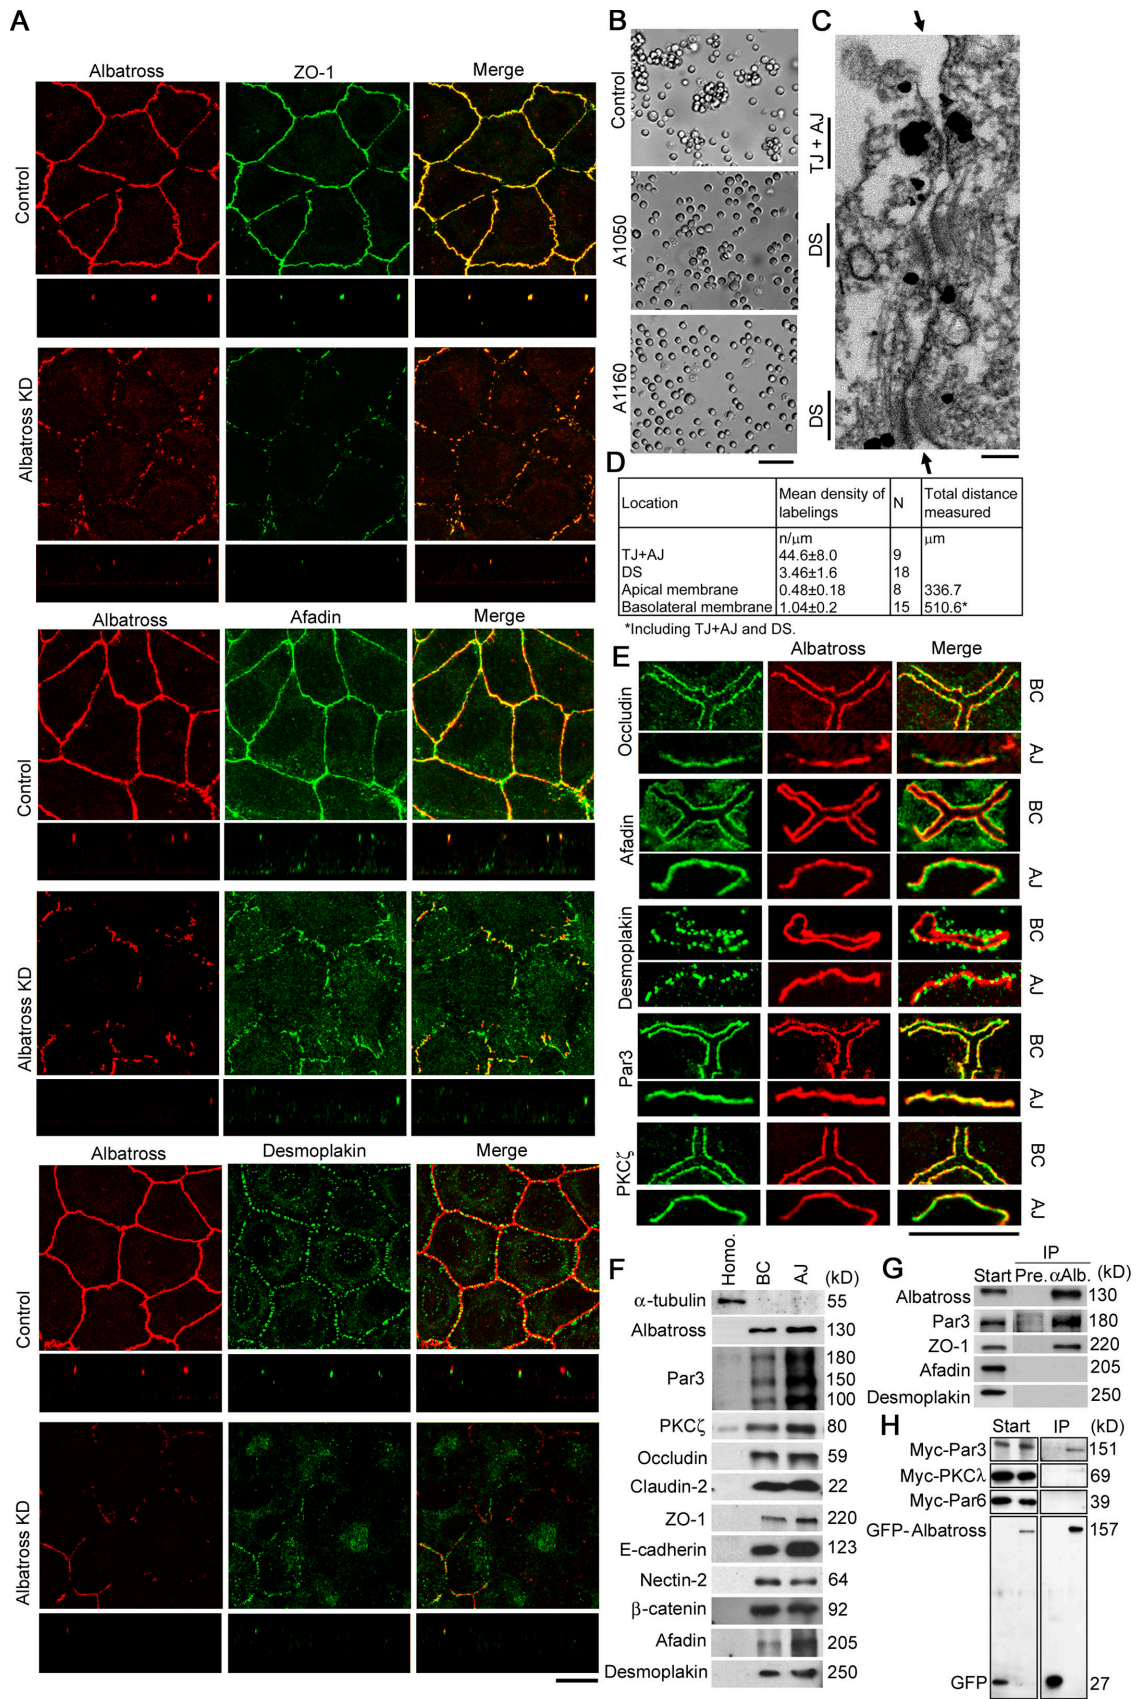 A
Albatross ZO-1 Merge
Control
Albatross KD
Albatross Afadin Merge
Control
Albatross KD
Albatross Desmoplakin Merge
Control
Albatross KD
B
Control
A1050
A1160
C
TJ + AJ
DS
DS
D
Location Mean density of labelings N Total distance measured
n/μm μm
TJ+AJ 44.6±8.0 9
DS 3.46±1.6 18
Apical membrane 0.48±0.18 8 336.7
Basolateral membrane 1.04±0.2 15 510.6*
*Including TJ+AJ and DS.
E
Albatross Merge
Occludin
BC
AJ
Afadin
BC
AJ
Desmoplakin
BC
AJ
Par3
BC
AJ
PKCζ
BC
AJ
F
Homo. BC AJ (kD)
α-tubulin 55
Albatross 130
Par3 180
150
100
PKCζ 80
Occludin 59
Claudin-2 22
ZO-1 220
E-cadherin 123
Nectin-2 64
β-catenin 92
Afadin 205
Desmoplakin 250
G
IP
Start Pre. αAlb. (kD)
Albatross 130
Par3 180
ZO-1 220
Afadin 205
Desmoplakin 250
H
Start IP (kD)
Myc-Par3 151
Myc-PKCλ 69
Myc-Par6 39
GFP-Albatross 157
GFP 27